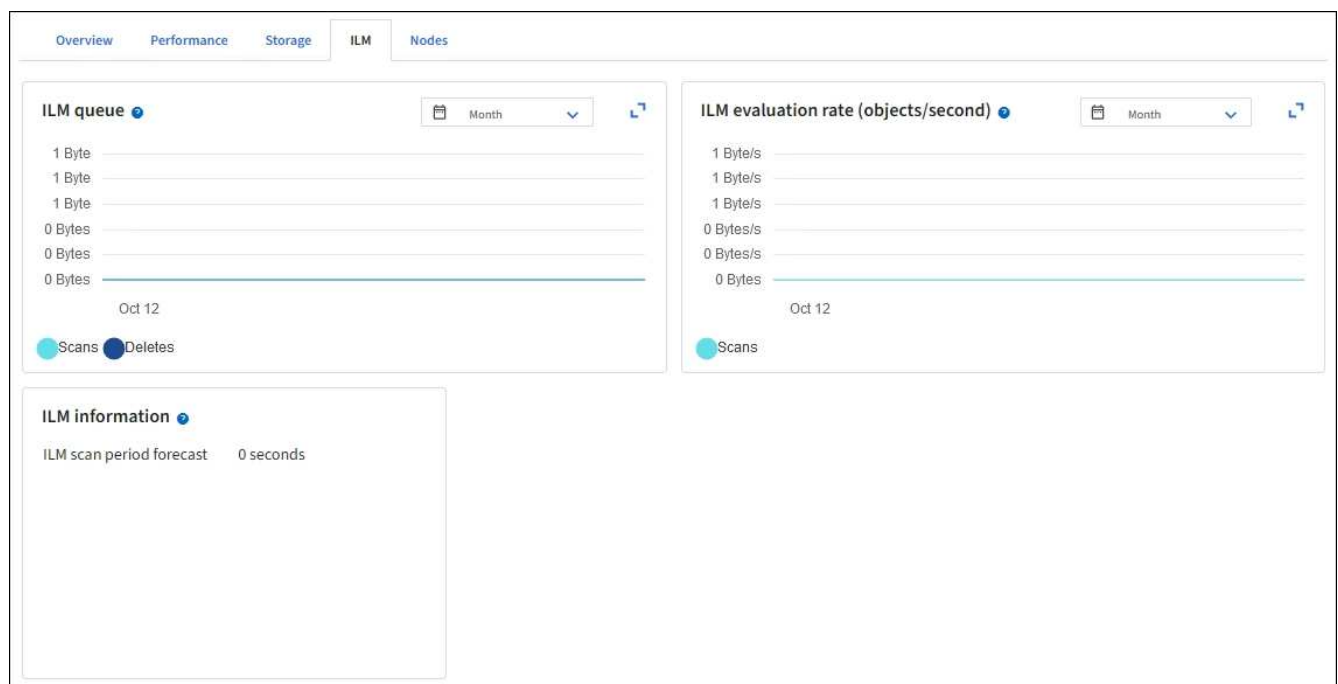 Overview Performance Storage ILM Nodes
ILM queue ?
Month
1 Byte
1 Byte
1 Byte
0 Bytes
0 Bytes
0 Bytes
Oct 12
Scans Deletes
ILM evaluation rate (objects/second) ?
Month
1 Byte/s
1 Byte/s
1 Byte/s
0 Bytes/s
0 Bytes/s
0 Bytes
Oct 12
Scans
ILM information ?
ILM scan period forecast 0 seconds